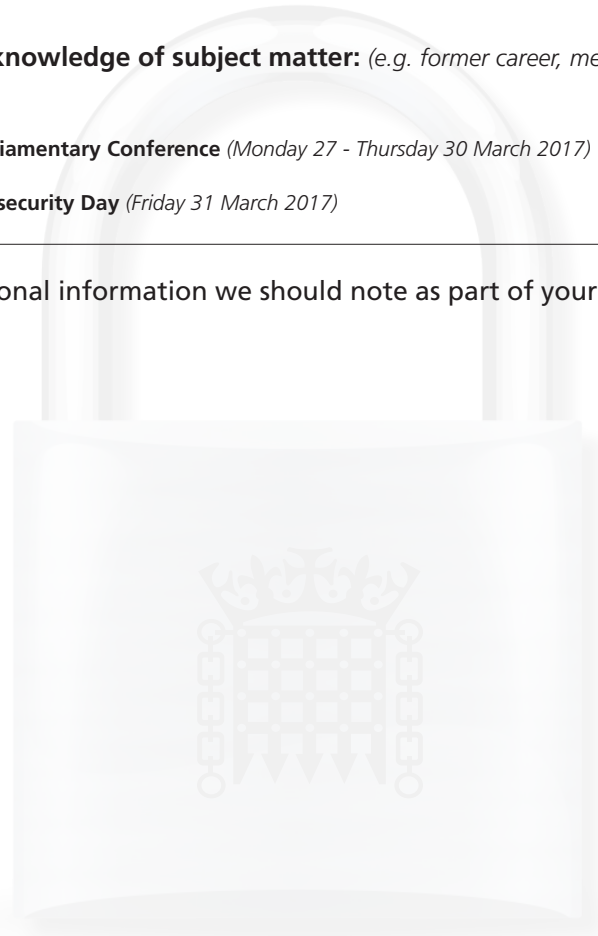 knowledge of subject matter: (e.g. former career, me
iamentary Conference (Monday 27 - Thursday 30 March 2017)
security Day (Friday 31 March 2017)
onal information we should note as part of your